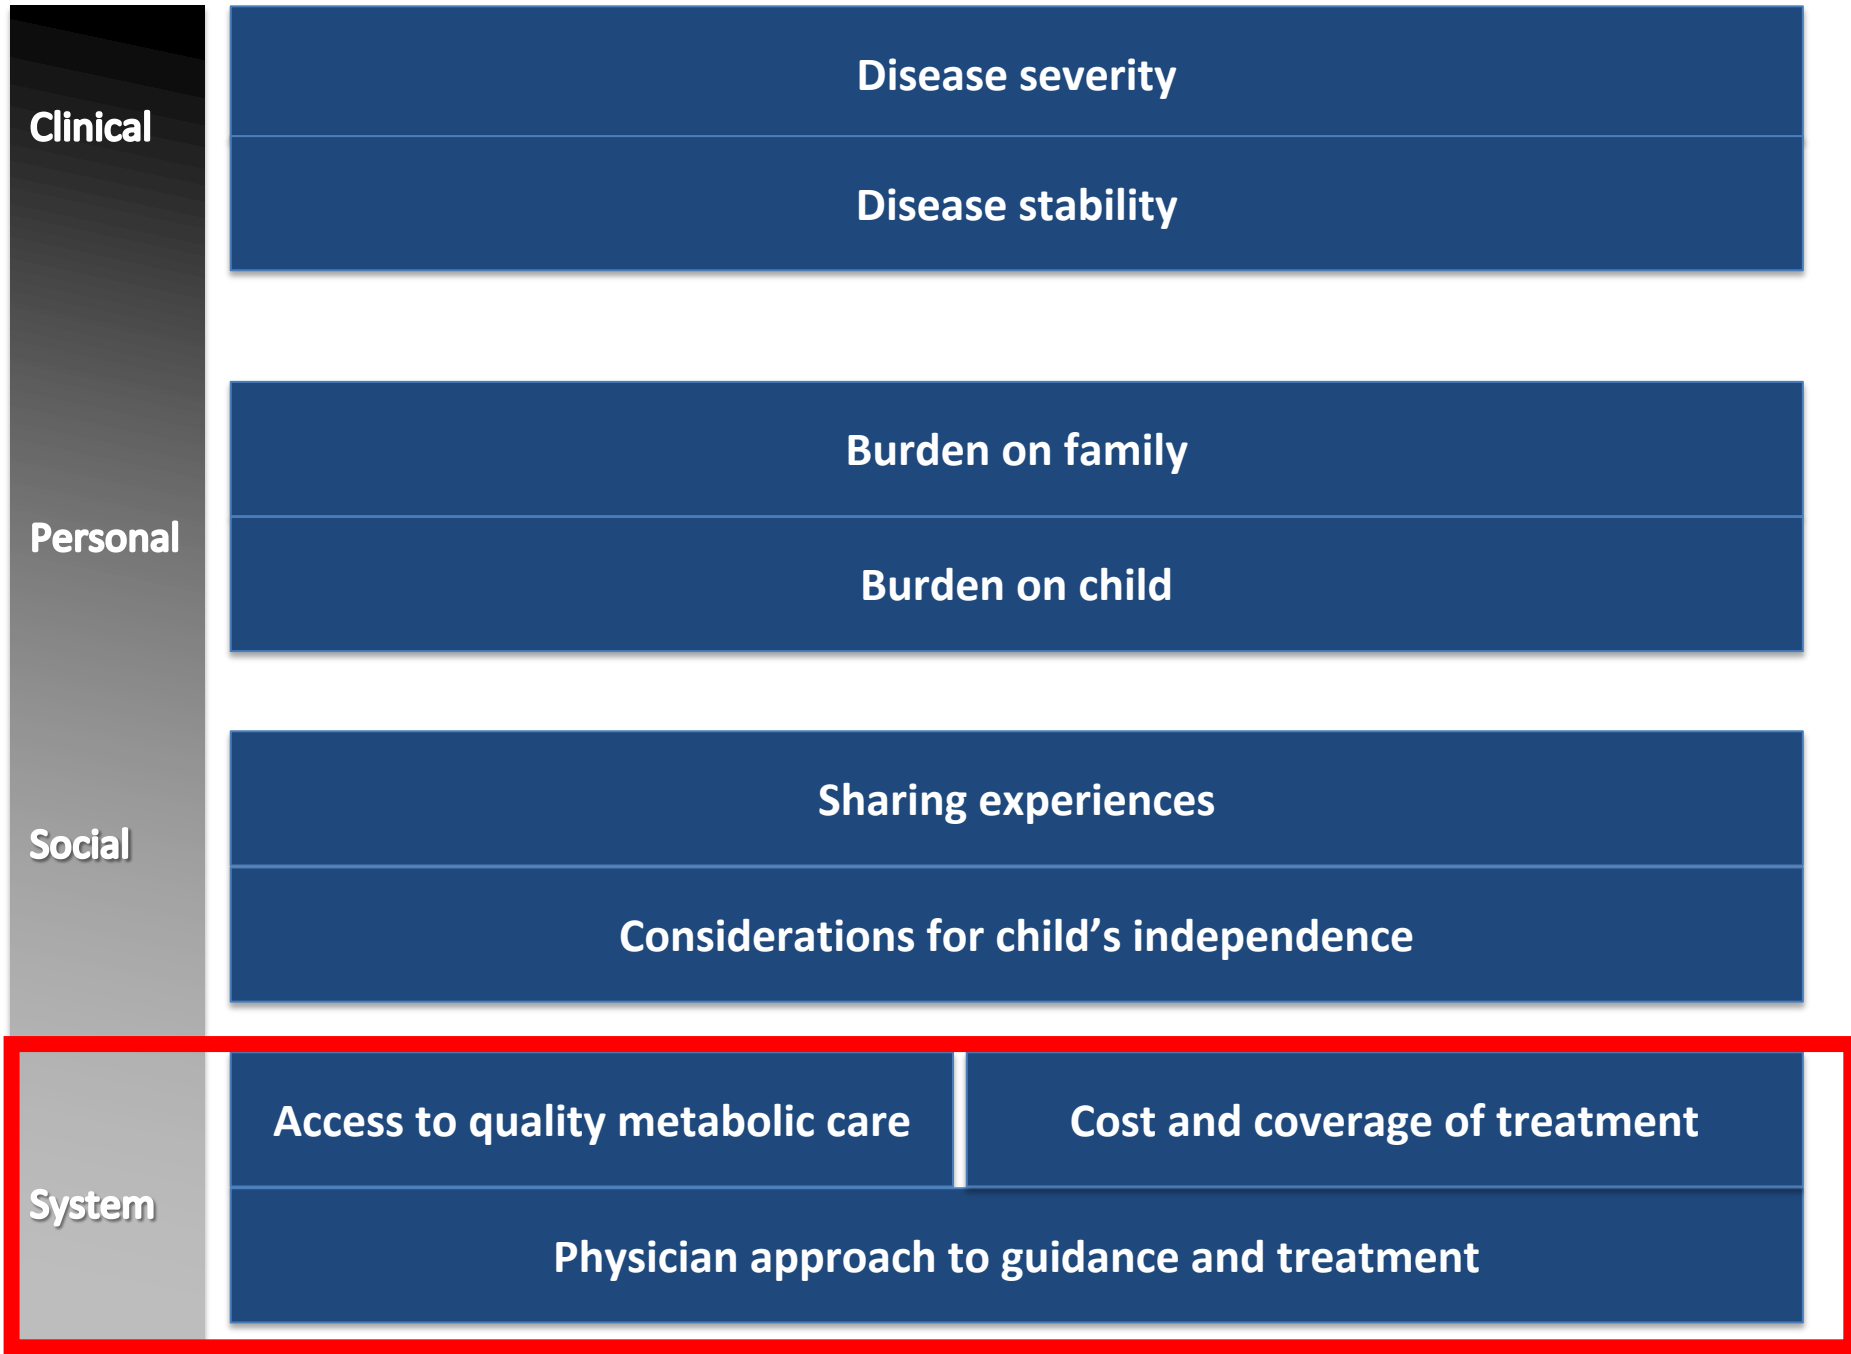 Clinical
Disease severity
Disease stability
Personal
Burden on family
Burden on child
Social
Sharing experiences
Considerations for child’s independence
System
Access to quality metabolic care
Cost and coverage of treatment
Physician approach to guidance and treatment